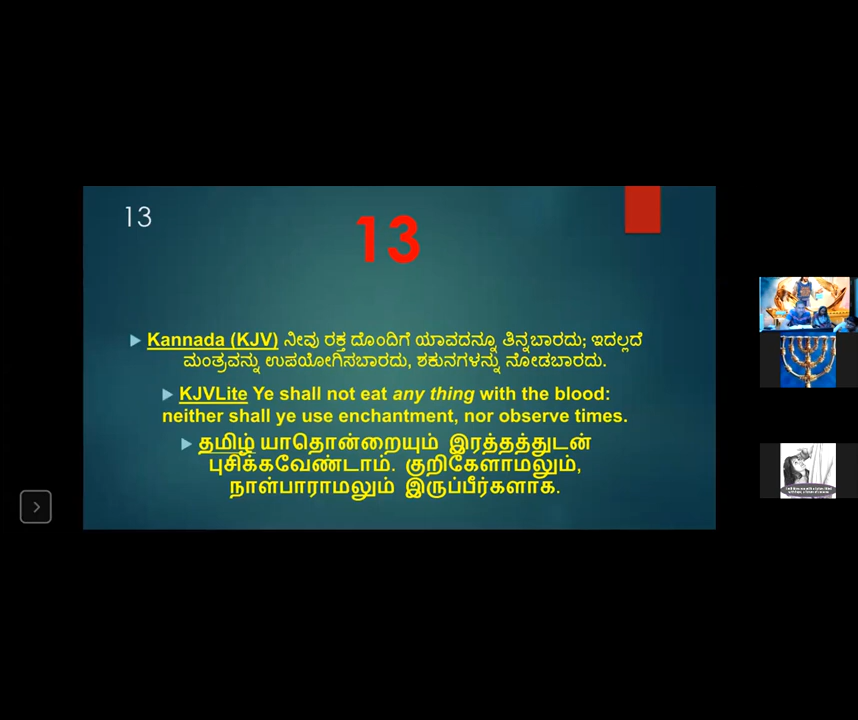 13
13
Kannada (KJV) ನೀವು ರಕ್ತ ದೊಂದಿಗೆ ಯಾವದನ್ನೂ ತಿನ್ನಬಾರದು; ಇದಲ್ಲದೆ
ಮಂತ್ರವನ್ನು ಉಪಯೋಗಿಸಬಾರದು, ಶಕುನಗಳನ್ನು ನೋಡಬಾರದು.
KJVLite Ye shall not eat any thing with the blood:
neither shall ye use enchantment, nor observe times.
தமிழ் யாதொன்றையும் இரத்தத்துடன்
புசிக்கவேண்டாம். குறிகேளாமலும்,
நாள்பாராமலும் இருப்பீர்களாக.